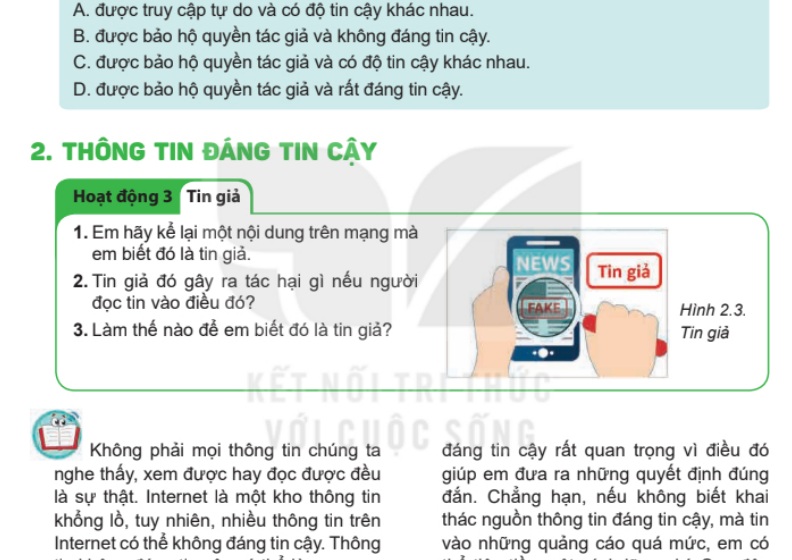 A. được truy cập tự do và có độ tin cậy khác nhau.
B. được bảo hộ quyền tác giả và không đáng tin cậy.
C. được bảo hộ quyền tác giả và có độ tin cậy khác nhau.
D. được bảo hộ quyền tác giả và rất đáng tin cậy.
2. THÔNG TIN ĐÁNG TIN CẬY
Hoạt động 3 Tin giả
1. Em hãy kể lại một nội dung trên mạng mà
em biết đó là tin giả.
2. Tin giả đó gây ra tác hại gì nếu người
đọc tin vào điều đó?
3. Làm thế nào để em biết đó là tin giả?
NEWS
FAKE
Tin giả
Hình 2.3.
Tin giả
KẾT NỐI TRI THỨC
VỚI CUỘC SỐNG
Không phải mọi thông tin chúng ta
nghe thấy, xem được hay đọc được đều
là sự thật. Internet là một kho thông tin
khổng lồ, tuy nhiên, nhiều thông tin trên
Internet có thể không đáng tin cậy. Thông
đáng tin cậy rất quan trọng vì điều đó
giúp em đưa ra những quyết định đúng
đắn. Chẳng hạn, nếu không biết khai
thác nguồn thông tin đáng tin cậy, mà tin
vào những quảng cáo quá mức, em có